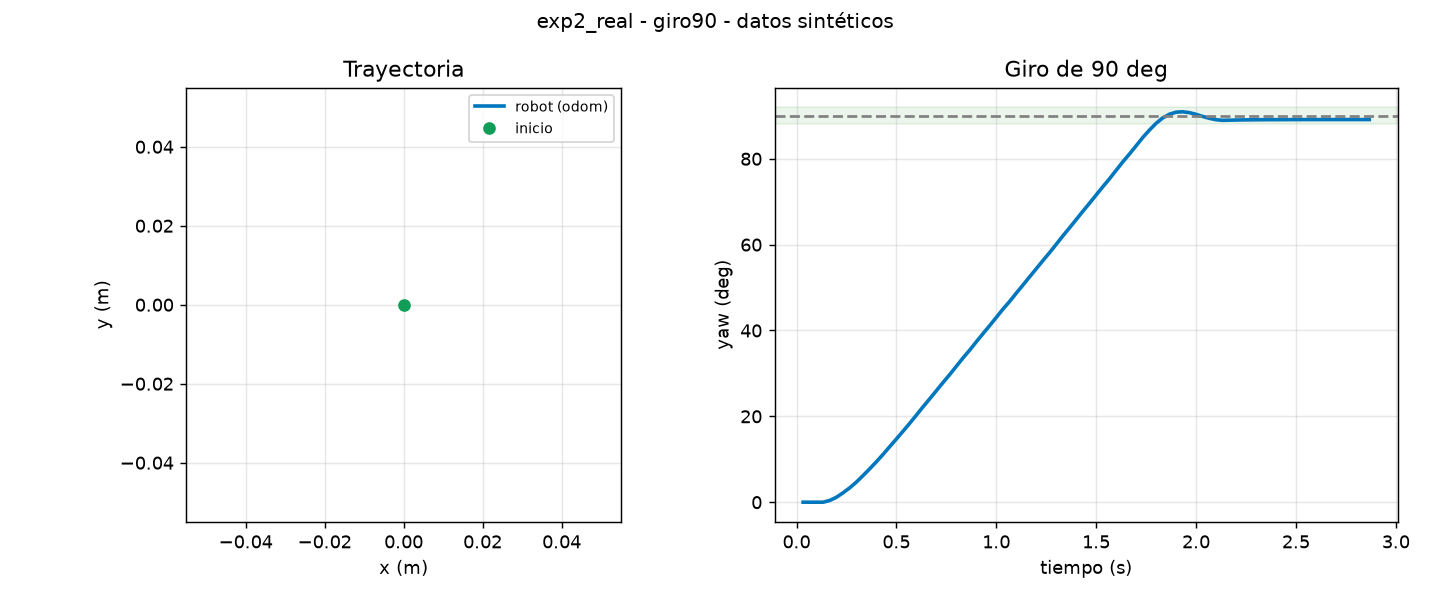 exp2_real - giro90 - datos sintéticos
Trayectoria
robot (odom)
inicio
0.04
0.02
0.00
−0.02
−0.04
y (m)
−0.04 −0.02 0.00 0.02 0.04
x (m)
Giro de 90 deg
80
60
40
20
0
yaw (deg)
0.0 0.5 1.0 1.5 2.0 2.5 3.0
tiempo (s)